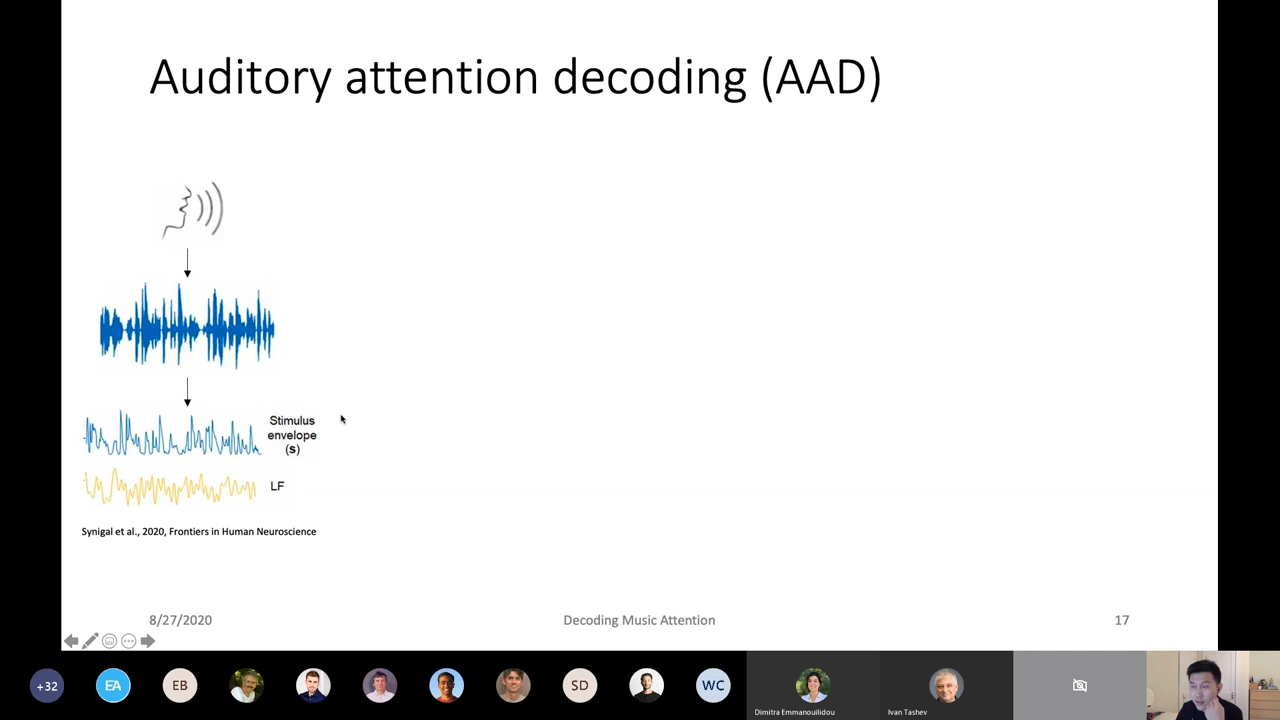 Auditory attention decoding (AAD)
Stimulus
envelope
(s)
LF
Synigal et al., 2020, Frontiers in Human Neuroscience
8/27/2020
Decoding Music Attention
17
+32
EA
EB
SD
WC
Dimitra Emmanouilidou
Ivan Tashev